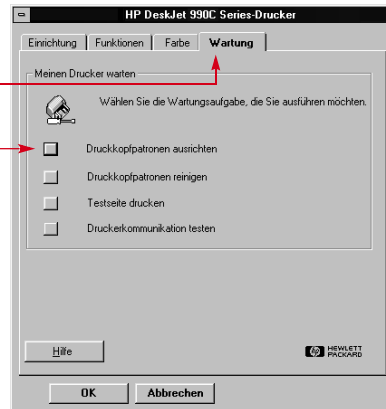 HP DeskJet 990C Series-Drucker
Einrichtung Funktionen Farbe Wartung
Meinen Drucker warten
Wählen Sie die Wartungsaufgabe, die Sie ausführen möchten.
Druckkopfpatronen ausrichten
Druckkopfpatronen reinigen
Testseite drucken
Druckerkommunikation testen
Hilfe
hp HEWLETT
PACKARD
OK Abbrechen